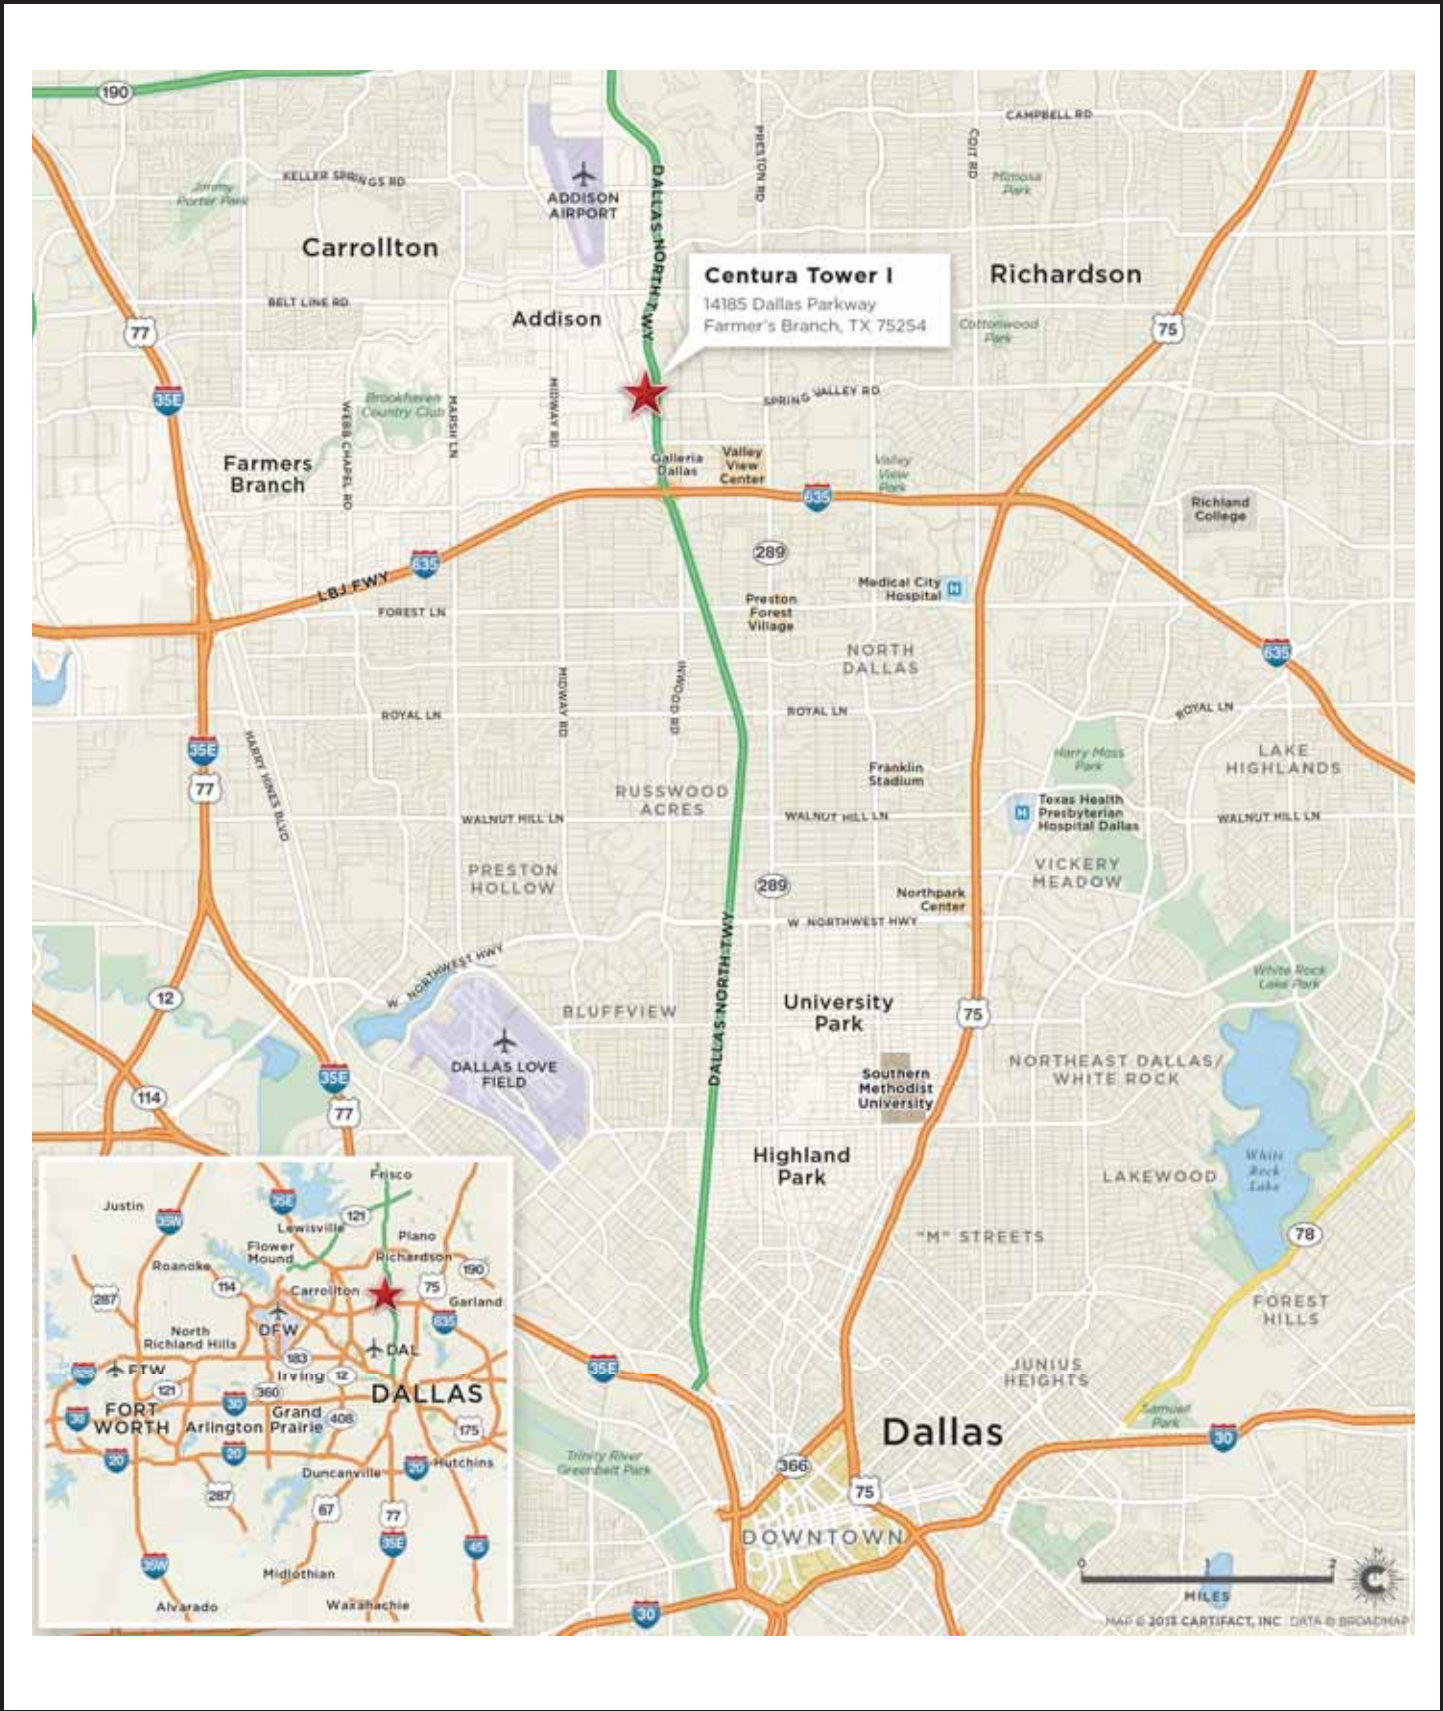 190
CAMPBELL RD
PRESTON RD
COIT RD
KELLER SPRINGS RD
Jimmy
Porter Park
ADDISON
AIRPORT
DALLAS NORTH TWY
Mimosa
Park
Carrollton
Centura Tower I
14185 Dallas Parkway
Farmer's Branch, TX 75254
Richardson
BELT LINE RD
Addison
Cottonwood
Park
77
75
35E
Brookhaven
Country Club
WEBB CHAPEL RD
MARSH LN
MIDWAY RD
SPRING VALLEY RD
Farmers
Branch
Galleria
Dallas
Valley
View
Center
Valley
View
Park
635
Richland
College
LBJ FWY
635
289
Medical City
Hospital
H
Preston
Forest
Village
FOREST LN
NORTH
DALLAS
635
MIDWAY RD
INWOOD RD
ROYAL LN
ROYAL LN
ROYAL LN
35E
77
HARRY HINES BLVD
Harry Moss
Park
LAKE
HIGHLANDS
Franklin
Stadium
RUSSWOOD
ACRES
H
Texas Health
Presbyterian
Hospital Dallas
WALNUT HILL LN
WALNUT HILL LN
WALNUT HILL LN
PRESTON
HOLLOW
VICKERY
MEADOW
289
Northpark
Center
W NORTHWEST HWY
W NORTHWEST HWY
DALLAS NORTH TWY
White Rock
Lake Park
12
BLUFFVIEW
University
Park
75
DALLAS LOVE
FIELD
NORTHEAST DALLAS/
WHITE ROCK
Southern
Methodist
University
35E
114
77
Highland
Park
LAKEWOOD
White
Rock
Lake
"M" STREETS
78
FOREST
HILLS
35E
JUNIUS
HEIGHTS
Samuell
Park
Dallas
30
Trinity River
Greenbelt Park
366
75
DOWNTOWN
30
Frisco
Justin
35W
35E
121
Lewisville
Plano
Flower
Mound
Richardson
Roanoke
190
114
Carrollton
75
287
Garland
635
North
Richland Hills
DFW
DAL
183
FTW
Irving
12
121
360
DALLAS
30
30
FORT
WORTH
Arlington
Grand
Prairie
408
175
20
20
Duncanville
20
Hutchins
287
67
77
35E
45
35W
Midlothian
Alvarado
Waxahachie
0
1
2
MILES
N
C
MAP © 2013 CARTIFACT, INC DATA © BROADMAP